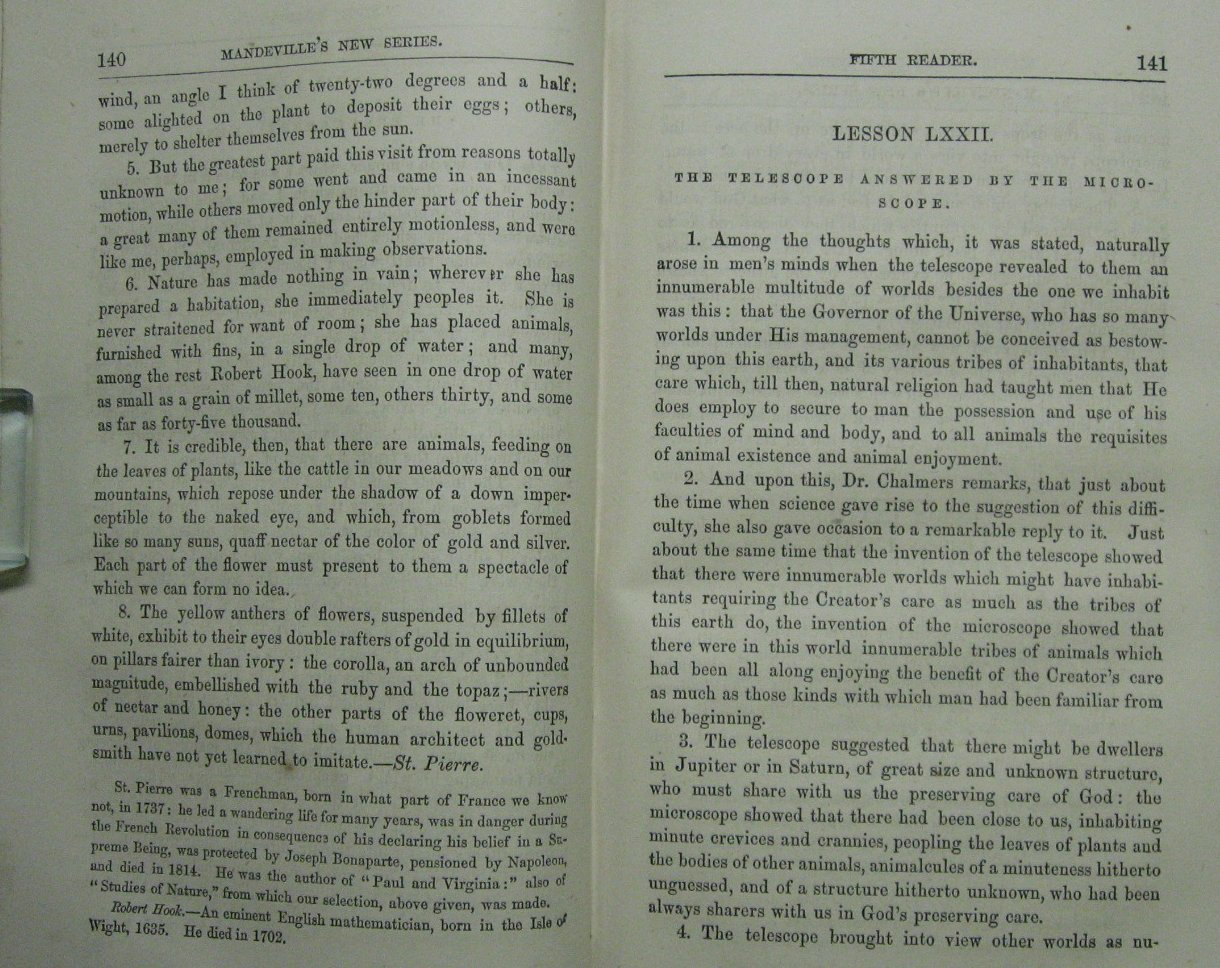 140 MANDEVILLE'S NEW SERIES.
wind, an angle I think of twenty-two degrees and a half:
some alighted on the plant to deposit their eggs; others,
merely to shelter themselves from the sun.
5. But the greatest part paid this visit from reasons totally
unknown to me; for some went and came in an incessant
motion, while others moved only the hinder part of their body:
a great many of them remained entirely motionless, and were
like me, perhaps, employed in making observations.
6. Nature has made nothing in vain; wherever she has
prepared a habitation, she immediately peoples it. She is
never straitened for want of room; she has placed animals,
furnished with fins, in a single drop of water; and many,
among the rest Robert Hook, have seen in one drop of water
as small as a grain of millet, some ten, others thirty, and some
as far as forty-five thousand.
7. It is credible, then, that there are animals, feeding on
the leaves of plants, like the cattle in our meadows and on our
mountains, which repose under the shadow of a down imper-
ceptible to the naked eye, and which, from goblets formed
like so many suns, quaff nectar of the color of gold and silver.
Each part of the flower must present to them a spectacle of
which we can form no idea.
8. The yellow anthers of flowers, suspended by fillets of
white, exhibit to their eyes double rafters of gold in equilibrium,
on pillars fairer than ivory: the corolla, an arch of unbounded
magnitude, embellished with the ruby and the topaz;—rivers
of nectar and honey: the other parts of the floweret, cups,
urns, pavilions, domes, which the human architect and gold-
smith have not yet learned to imitate.—St. Pierre.
St. Pierre was a Frenchman, born in what part of France we know
not, in 1737: he led a wandering life for many years, was in danger during
the French Revolution in consequence of his declaring his belief in a Su-
preme Being, was protected by Joseph Bonaparte, pensioned by Napoleon,
and died in 1814. He was the author of "Paul and Virginia:" also of
"Studies of Nature," from which our selection, above given, was made.
Robert Hook.—An eminent English mathematician, born in the Isle of
Wight, 1635. He died in 1702.
FIFTH READER. 141
LESSON LXXII.
THE TELESCOPE ANSWERED BY THE MICRO-
SCOPE.
1. Among the thoughts which, it was stated, naturally
arose in men's minds when the telescope revealed to them an
innumerable multitude of worlds besides the one we inhabit
was this: that the Governor of the Universe, who has so many
worlds under His management, cannot be conceived as bestow-
ing upon this earth, and its various tribes of inhabitants, that
care which, till then, natural religion had taught men that He
does employ to secure to man the possession and use of his
faculties of mind and body, and to all animals the requisites
of animal existence and animal enjoyment.
2. And upon this, Dr. Chalmers remarks, that just about
the time when science gave rise to the suggestion of this diffi-
culty, she also gave occasion to a remarkable reply to it. Just
about the same time that the invention of the telescope showed
that there were innumerable worlds which might have inhabi-
tants requiring the Creator's care as much as the tribes of
this earth do, the invention of the microscope showed that
there were in this world innumerable tribes of animals which
had been all along enjoying the benefit of the Creator's care
as much as those kinds with which man had been familiar from
the beginning.
3. The telescope suggested that there might be dwellers
in Jupiter or in Saturn, of great size and unknown structure,
who must share with us the preserving care of God: the
microscope showed that there had been close to us, inhabiting
minute crevices and crannies, peopling the leaves of plants and
the bodies of other animals, animalcules of a minuteness hitherto
unguessed, and of a structure hitherto unknown, who had been
always sharers with us in God's preserving care.
4. The telescope brought into view other worlds as nu-